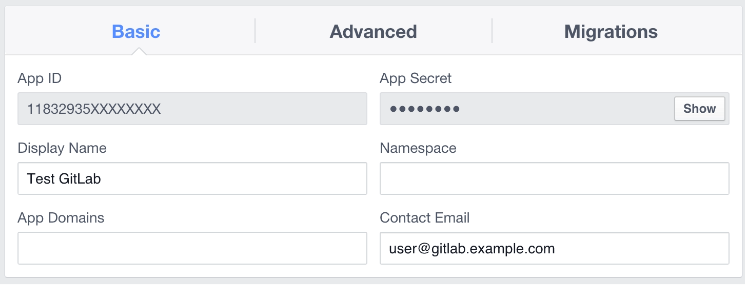 Basic Advanced Migrations
App ID App Secret
11832935XXXXXXXX ●●●●●●●● Show
Display Name Namespace
Test GitLab
App Domains Contact Email
user@gitlab.example.com